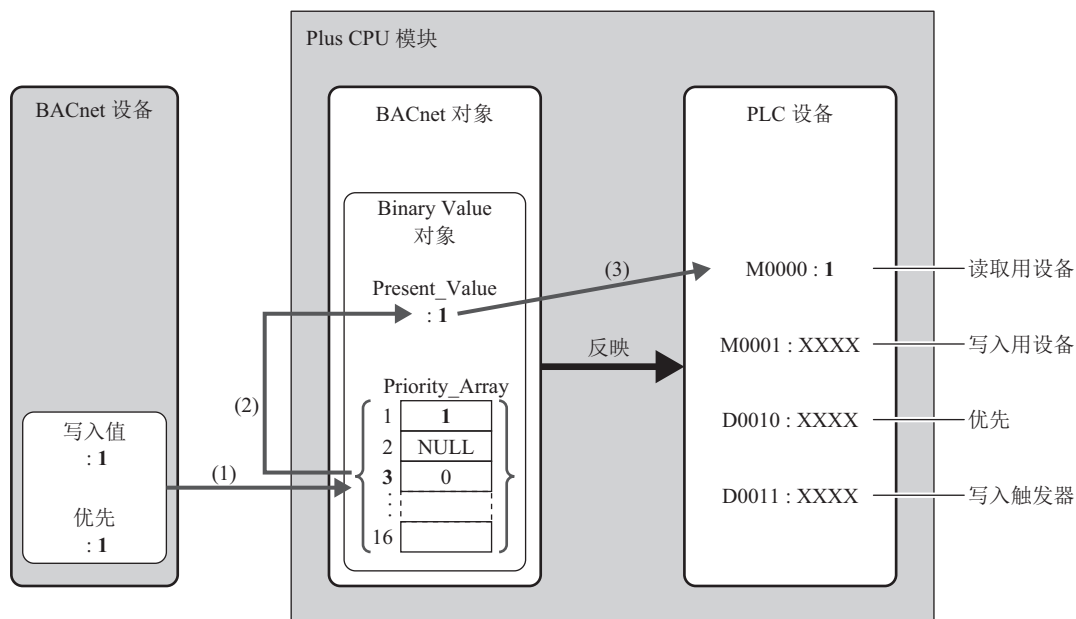 Plus CPU 模块
BACnet 设备
写入值
: 1
优先
: 1
(1)
(2)
BACnet 对象
Binary Value
对象
Present_Value
: 1
Priority_Array
1 1
2 NULL
3 0
:
16
(3)
反映
PLC 设备
M0000 : 1 读取用设备
M0001 : XXXX 写入用设备
D0010 : XXXX 优先
D0011 : XXXX 写入触发器